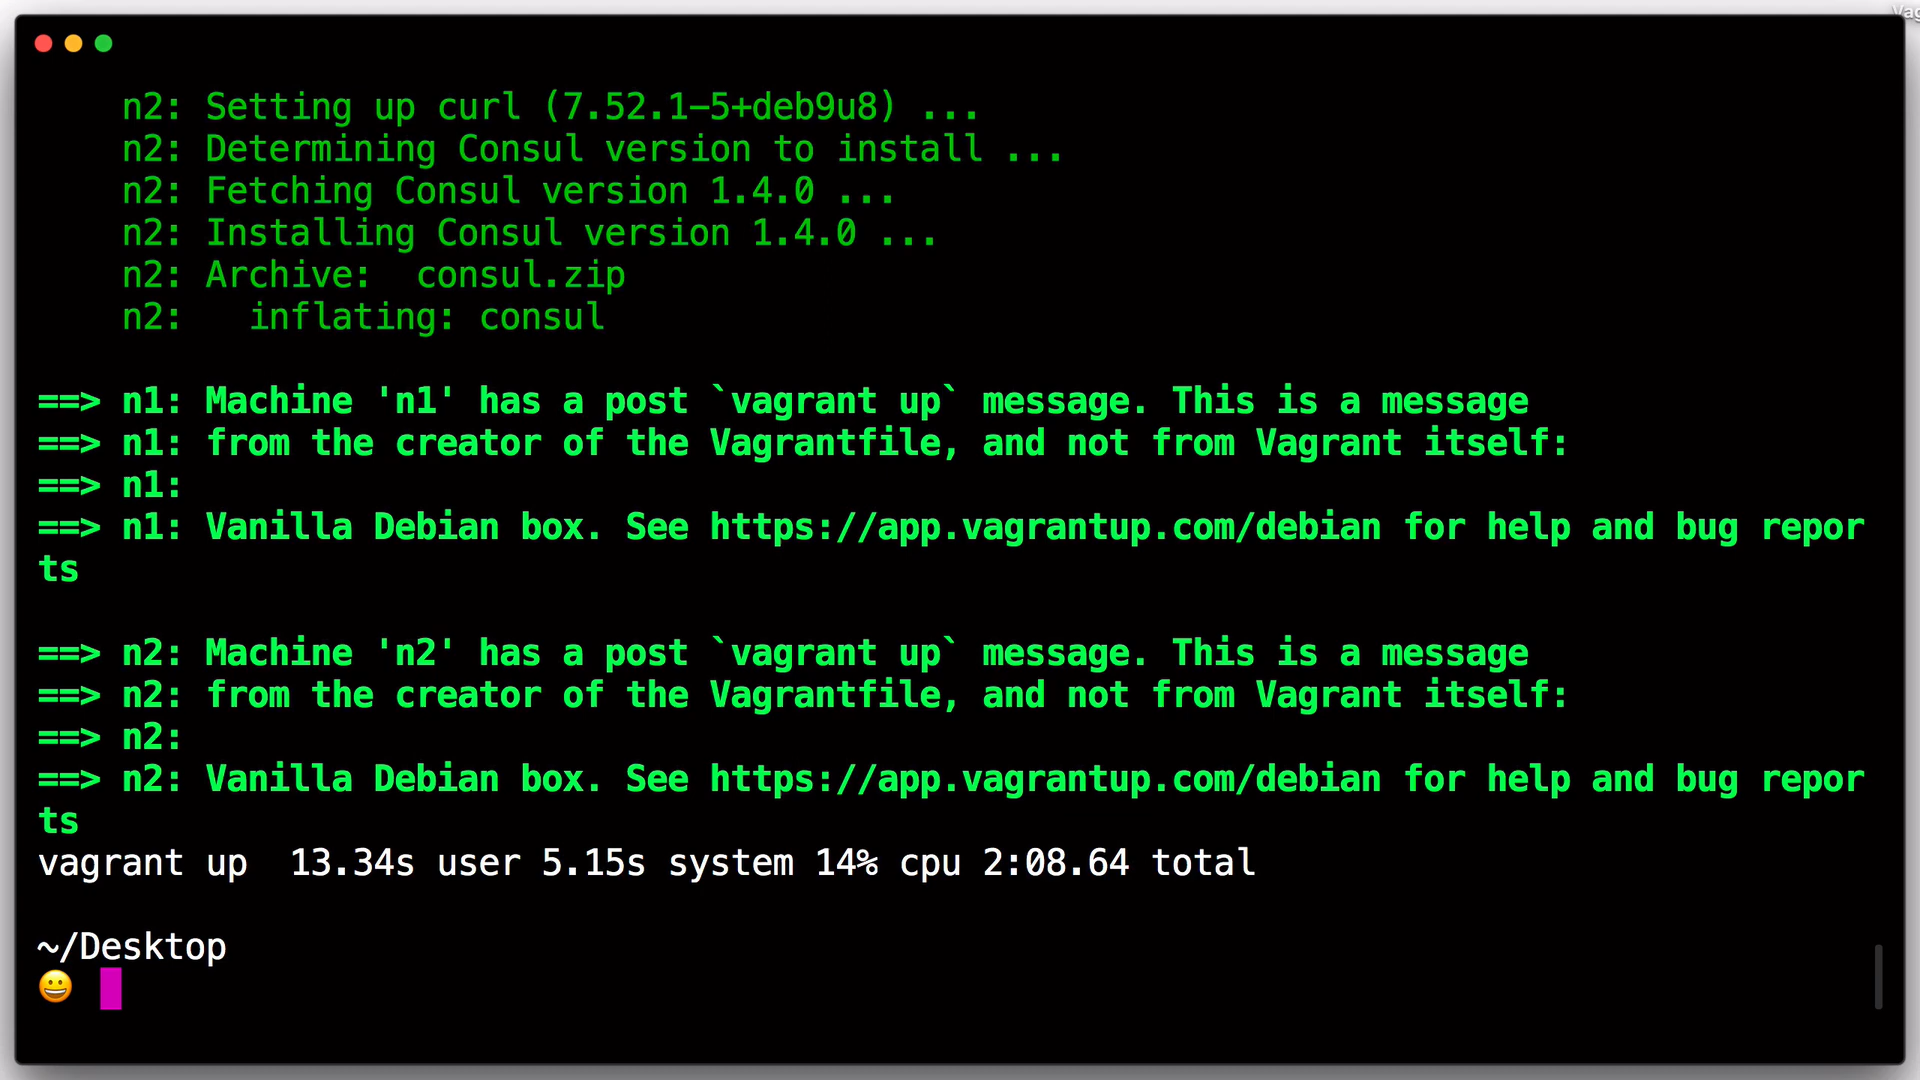 Vag
n2: Setting up curl (7.52.1-5+deb9u8) ...
n2: Determining Consul version to install ...
n2: Fetching Consul version 1.4.0 ...
n2: Installing Consul version 1.4.0 ...
n2: Archive:  consul.zip
n2:   inflating: consul
==> n1: Machine 'n1' has a post `vagrant up` message. This is a message
==> n1: from the creator of the Vagrantfile, and not from Vagrant itself:
==> n1:
==> n1: Vanilla Debian box. See https://app.vagrantup.com/debian for help and bug repor
ts
==> n2: Machine 'n2' has a post `vagrant up` message. This is a message
==> n2: from the creator of the Vagrantfile, and not from Vagrant itself:
==> n2:
==> n2: Vanilla Debian box. See https://app.vagrantup.com/debian for help and bug repor
ts
vagrant up  13.34s user 5.15s system 14% cpu 2:08.64 total
~/Desktop
😀